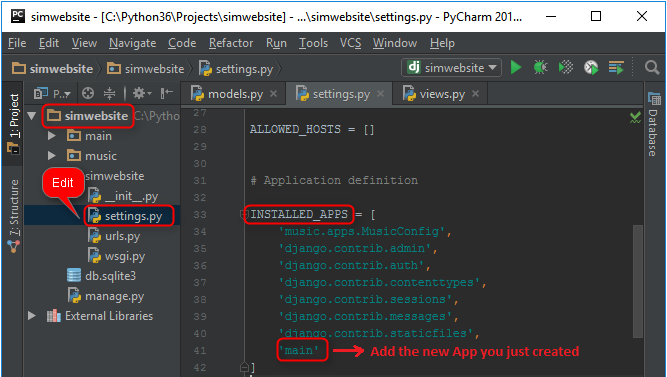 PC simwebsite - [C:\Python36\Projects\simwebsite] - ...\simwebsite\settings.py - PyCharm 201...
File Edit View Navigate Code Refactor Run Tools VCS Window Help
simwebsite simwebsite settings.py dj simwebsite
P..
models.py settings.py views.py
1: Project
7: Structure
Database
simwebsite C:\Pytho
main
music
simwebsite
Edit
__init__.py
settings.py
urls.py
wsgi.py
db.sqlite3
manage.py
External Libraries
27
28 ALLOWED_HOSTS = []
29
30
31 # Application definition
32
33 INSTALLED_APPS = [
34 'music.apps.MusicConfig',
35 'django.contrib.admin',
36 'django.contrib.auth',
37 'django.contrib.contenttypes',
38 'django.contrib.sessions',
39 'django.contrib.messages',
40 'django.contrib.staticfiles',
41 'main' Add the new App you just created
42 ]